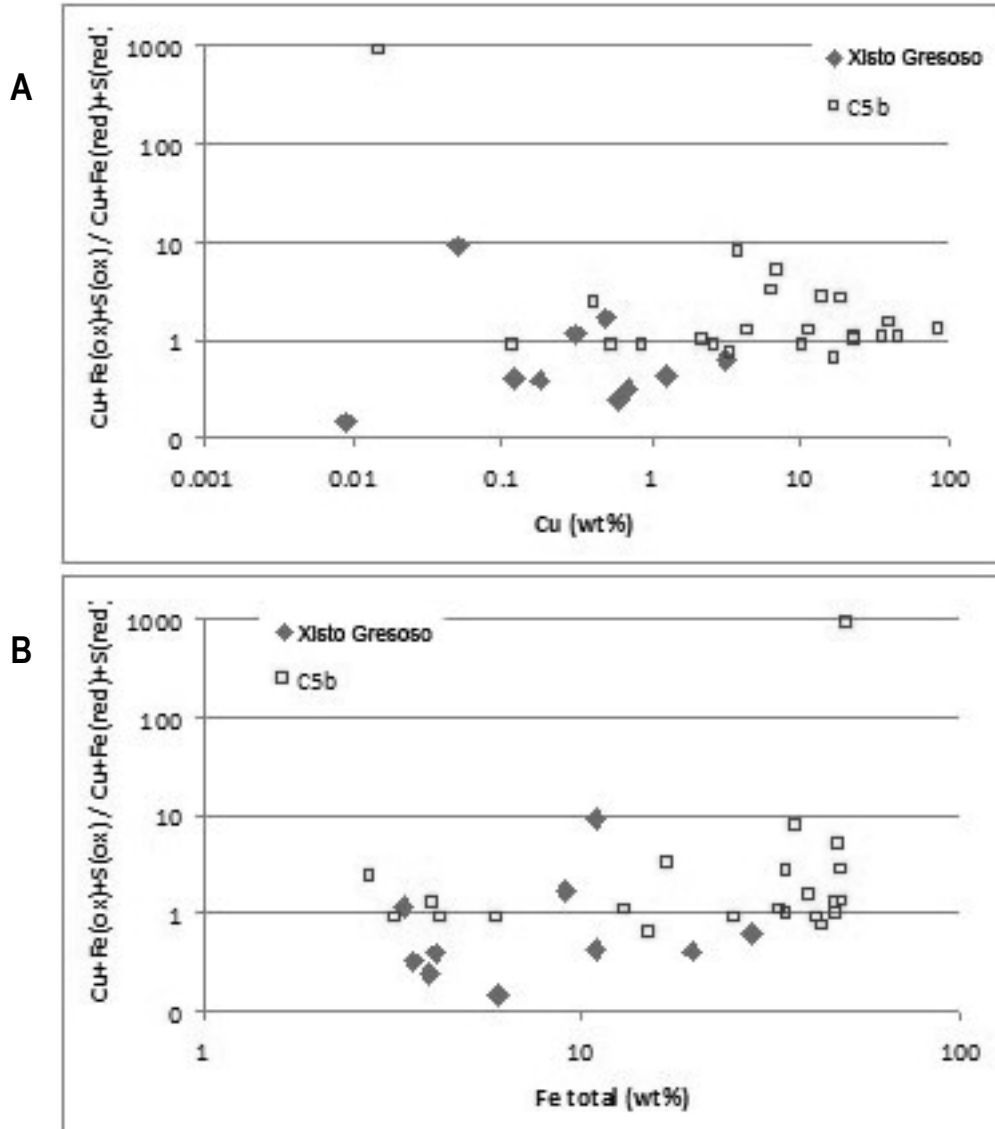 A
Cu+Fe(ox)+S(ox)/ Cu+Fe(red)+S(red)
1000
100
10
1
0
Xisto Gresoso
C5b
0.001 0.01 0.1 1 10 100
Cu (wt%)
B
Cu+Fe(ox)+S(ox)/ Cu+Fe(red)+S(red)
1000
100
10
1
0
Xisto Gresoso
C5b
1 10 100
Fe total (wt%)